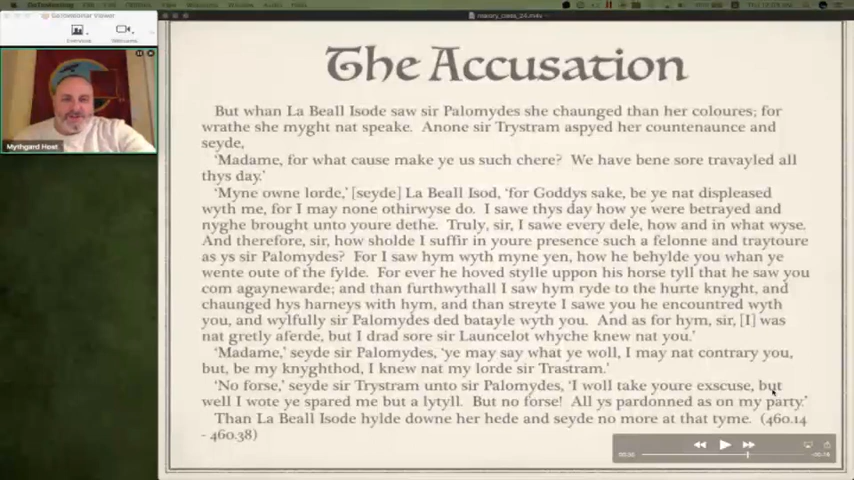 GoToWebinar Viewer
malory_class_24.m4v
Mythgard Host
The Accusation
But whan La Beall Isode saw sir Palomydes she chaunged than her coloures; for
wrathe she myght nat speake. Anone sir Trystram aspyed her countenaunce and
seyde,
'Madame, for what cause make ye us such chere? We have bene sore travayled all
thys day.'
'Myne owne lorde,' [seyde] La Beall Isod, 'for Goddys sake, be ye nat displeased
wyth me, for I may none othirwyse do. I sawe thys day how ye were betrayed and
nyghe brought unto youre dethe. Truly, sir, I sawe every dele, how and in what wyse.
And therefore, sir, how sholde I suffir in youre presence such a felonne and traytoure
as ys sir Palomydes? For I saw hym wyth myne yen, how he behylde you whan ye
wente oute of the fylde. For ever he hoved stylle uppon his horse tyll that he saw you
com agaynewarde; and than furthwythall I saw hym ryde to the hurte knyght, and
chaunged hys harneys with hym, and than streyte I sawe you he encountred wyth
you, and wylfully sir Palomydes ded batayle wyth you. And as for hym, sir, [I] was
nat gretly aferde, but I drad sore sir Launcelot whyche knew nat you.'
'Madame,' seyde sir Palomydes, 'ye may say what ye woll, I may nat contrary you,
but, be my knyghthod, I knew nat my lorde sir Trastram.'
'No forse,' seyde sir Trystram unto sir Palomydes, 'I woll take youre exscuse, but
well I wote ye spared me but a lytyll. But no forse! All ys pardonned as on my party.'
Than La Beall Isode hylde downe her hede and seyde no more at that tyme. (460.14
- 460.38)